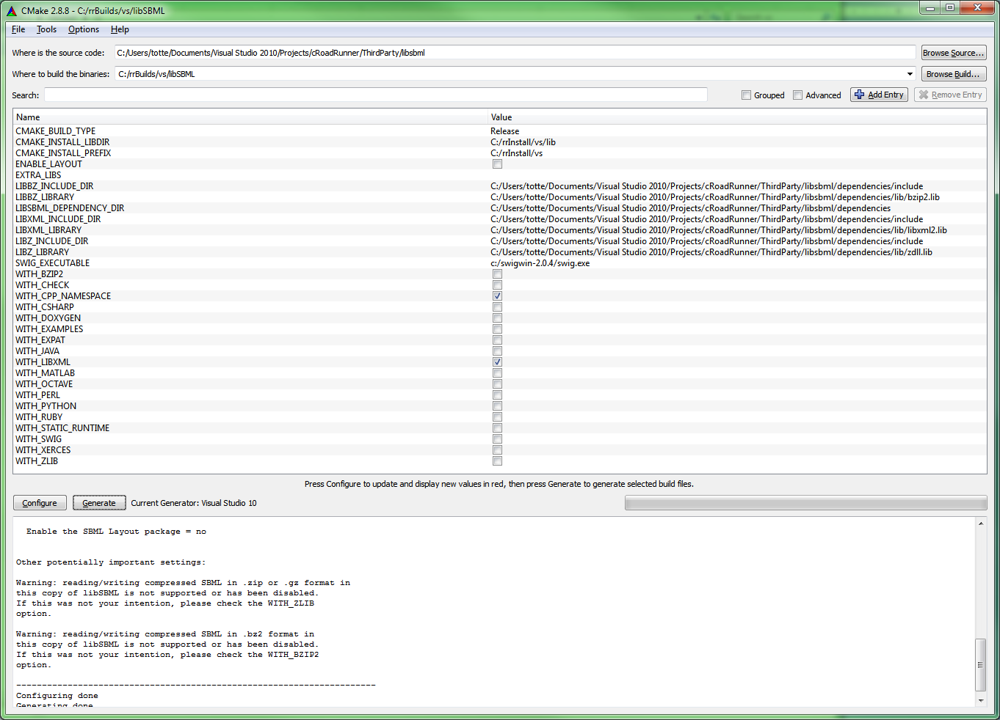 CMake 2.8.8 - C:/rrBuilds/vs/libSBML
File Tools Options Help
Where is the source code: C:/Users/totte/Documents/Visual Studio 2010/Projects/cRoadRunner/ThirdParty/libsbml Browse Source...
Where to build the binaries: C:/rrBuilds/vs/libSBML Browse Build...
Search: Grouped Advanced Add Entry Remove Entry
Name Value
CMAKE_BUILD_TYPE Release
CMAKE_INSTALL_LIBDIR C:/rrInstall/vs/lib
CMAKE_INSTALL_PREFIX C:/rrInstall/vs
ENABLE_LAYOUT
EXTRA_LIBS
LIBBZ_INCLUDE_DIR C:/Users/totte/Documents/Visual Studio 2010/Projects/cRoadRunner/ThirdParty/libsbml/dependencies/include
LIBBZ_LIBRARY C:/Users/totte/Documents/Visual Studio 2010/Projects/cRoadRunner/ThirdParty/libsbml/dependencies/lib/bzip2.lib
LIBSBML_DEPENDENCY_DIR C:/Users/totte/Documents/Visual Studio 2010/Projects/cRoadRunner/ThirdParty/libsbml/dependencies
LIBXML_INCLUDE_DIR C:/Users/totte/Documents/Visual Studio 2010/Projects/cRoadRunner/ThirdParty/libsbml/dependencies/include
LIBXML_LIBRARY C:/Users/totte/Documents/Visual Studio 2010/Projects/cRoadRunner/ThirdParty/libsbml/dependencies/lib/libxml2.lib
LIBZ_INCLUDE_DIR C:/Users/totte/Documents/Visual Studio 2010/Projects/cRoadRunner/ThirdParty/libsbml/dependencies/include
LIBZ_LIBRARY C:/Users/totte/Documents/Visual Studio 2010/Projects/cRoadRunner/ThirdParty/libsbml/dependencies/lib/zdll.lib
SWIG_EXECUTABLE c:/swigwin-2.0.4/swig.exe
WITH_BZIP2
WITH_CHECK
WITH_CPP_NAMESPACE
WITH_CSHARP
WITH_DOXYGEN
WITH_EXAMPLES
WITH_EXPAT
WITH_JAVA
WITH_LIBXML
WITH_MATLAB
WITH_OCTAVE
WITH_PERL
WITH_PYTHON
WITH_RUBY
WITH_STATIC_RUNTIME
WITH_SWIG
WITH_XERCES
WITH_ZLIB
Press Configure to update and display new values in red, then press Generate to generate selected build files.
Configure Generate Current Generator: Visual Studio 10
Enable the SBML Layout package = no
Other potentially important settings:
Warning: reading/writing compressed SBML in .zip or .gz format in
this copy of libSBML is not supported or has been disabled.
If this was not your intention, please check the WITH_ZLIB
option.
Warning: reading/writing compressed SBML in .bz2 format in
this copy of libSBML is not supported or has been disabled.
If this was not your intention, please check the WITH_BZIP2
option.
----------------------------------------------------------------------
Configuring done
Generating done